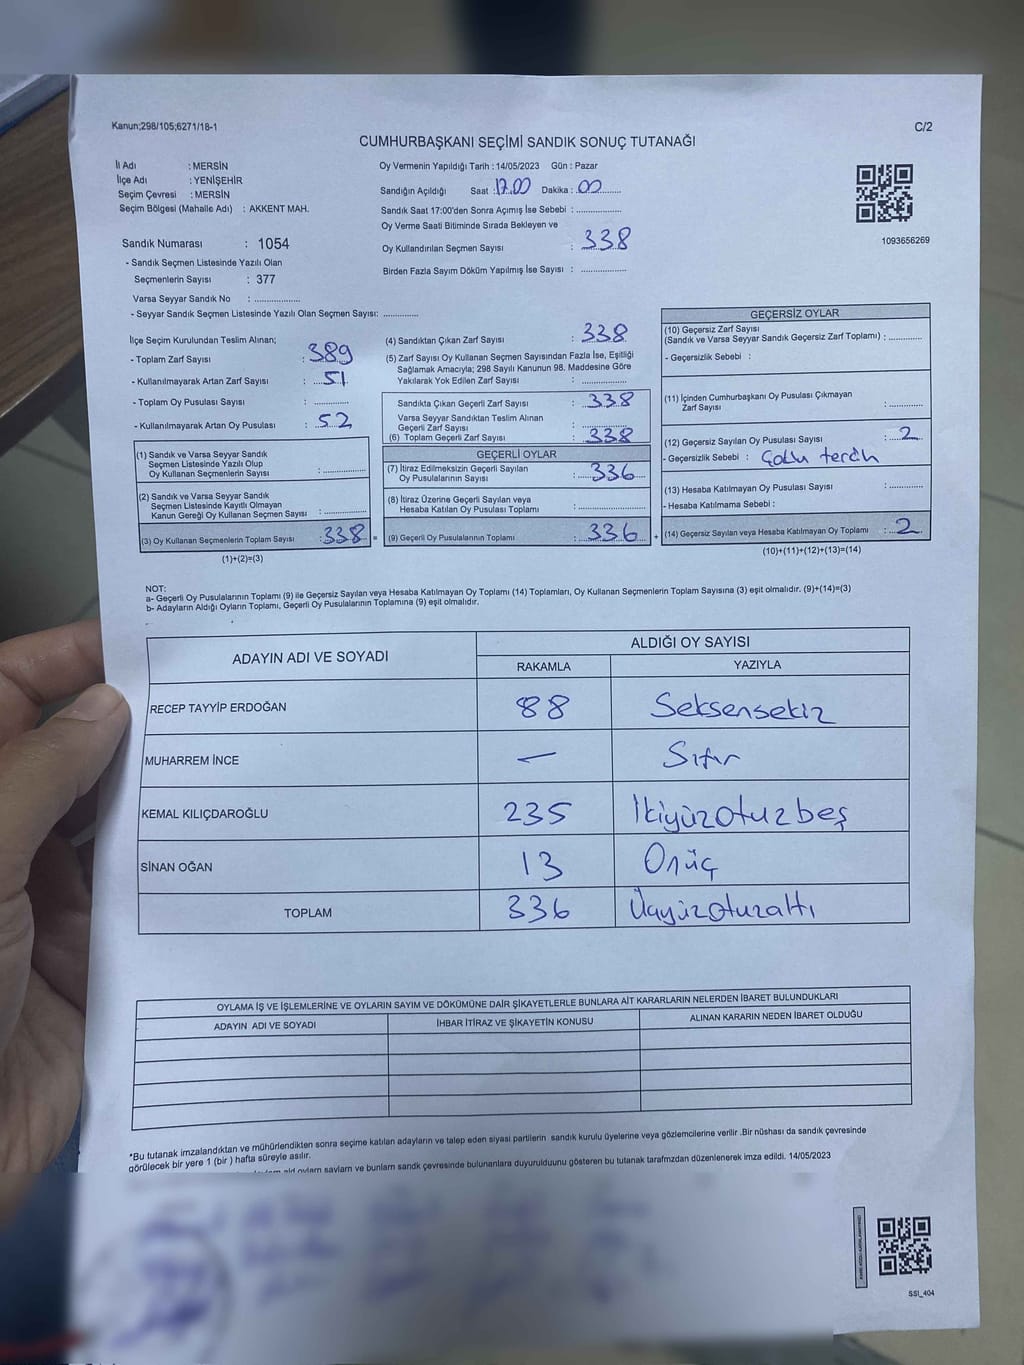 Kanun;298/105;6271/18-1
C/2
CUMHURBAŞKANI SEÇİMİ SANDIK SONUÇ TUTANAĞI
İl Adı : MERSİN
İlçe Adı : YENİŞEHİR
Seçim Çevresi : MERSİN
Seçim Bölgesi (Mahalle Adı) : AKKENT MAH.
Oy Vermenin Yapıldığı Tarih : 14/05/2023 Gün : Pazar
Sandığın Açıldığı Saat : 17.00 Dakika : 00
Sandık Saat 17:00'den Sonra Açımış İse Sebebi : ....................
Oy Verme Saati Bitiminde Sırada Bekleyen ve
Oy Kullandırılan Seçmen Sayısı : 338
Birden Fazla Sayım Döküm Yapılmış İse Sayısı : ....................
1093656269
Sandık Numarası : 1054
- Sandık Seçmen Listesinde Yazılı Olan
Seçmenlerin Sayısı : 377
Varsa Seyyar Sandık No : ....................
- Seyyar Sandık Seçmen Listesinde Yazılı Olan Seçmen Sayısı: ...............
İlçe Seçim Kurulundan Teslim Alınan;
- Toplam Zarf Sayısı : 389
- Kullanılmayarak Artan Zarf Sayısı : 51
- Toplam Oy Pusulası Sayısı : ...............
- Kullanılmayarak Artan Oy Pusulası : 52
(1) Sandık ve Varsa Seyyar Sandık
Seçmen Listesinde Yazılı Olup
Oy Kullanan Seçmenlerin Sayısı : ...............
(2) Sandık ve Varsa Seyyar Sandık
Seçmen Listesinde Kayıtlı Olmayan
Kanun Gereği Oy Kullanan Seçmen Sayısı : ...............
(3) Oy Kullanan Seçmenlerin Toplam Sayısı : 338 =
(1)+(2)=(3)
(4) Sandıktan Çıkan Zarf Sayısı : 338
(5) Zarf Sayısı Oy Kullanan Seçmen Sayısından Fazla İse, Eşitliği
Sağlamak Amacıyla; 298 Sayılı Kanunun 98. Maddesine Göre
Yakılarak Yok Edilen Zarf Sayısı : ...............
Sandıkta Çıkan Geçerli Zarf Sayısı : 338
Varsa Seyyar Sandıktan Teslim Alınan
Geçerli Zarf Sayısı : ...............
(6) Toplam Geçerli Zarf Sayısı : 338
GEÇERLİ OYLAR
(7) İtiraz Edilmeksizin Geçerli Sayılan
Oy Pusulalarının Sayısı : 336
(8) İtiraz Üzerine Geçerli Sayılan veya
Hesaba Katılan Oy Pusulası Toplamı : ...............
(9) Geçerli Oy Pusulalarının Toplamı : 336 +
GEÇERSİZ OYLAR
(10) Geçersiz Zarf Sayısı
(Sandık ve Varsa Seyyar Sandık Geçersiz Zarf Toplamı) : ...............
- Geçersizlik Sebebi :
(11) İçinden Cumhurbaşkanı Oy Pusulası Çıkmayan
Zarf Sayısı : ...............
(12) Geçersiz Sayılan Oy Pusulası Sayısı : 2
- Geçersizlik Sebebi : Çoklu tercih
(13) Hesaba Katılmayan Oy Pusulası Sayısı : ...............
- Hesaba Katılmama Sebebi :
(14) Geçersiz Sayılan veya Hesaba Katılmayan Oy Toplamı : 2
(10)+(11)+(12)+(13)=(14)
NOT:
a- Geçerli Oy Pusulalarının Toplamı (9) ile Geçersiz Sayılan veya Hesaba Katılmayan Oy Toplamı (14) Toplamları, Oy Kullanan Seçmenlerin Toplam Sayısına (3) eşit olmalıdır. (9)+(14)=(3)
b- Adayların Aldığı Oyların Toplamı, Geçerli Oy Pusulalarının Toplamına (9) eşit olmalıdır.
ADAYIN ADI VE SOYADI ALDIĞI OY SAYISI
RAKAMLA YAZIYLA
RECEP TAYYİP ERDOĞAN 88 Seksensekiz
MUHARREM İNCE — Sıfır
KEMAL KILIÇDAROĞLU 235 İkiyüzotuzbeş
SİNAN OĞAN 13 Onüç
TOPLAM 336 Üçyüzotuzaltı
OYLAMA İŞ VE İŞLEMLERİNE VE OYLARIN SAYIM VE DÖKÜMÜNE DAİR ŞİKAYETLERLE BUNLARA AİT KARARLARIN NELERDEN İBARET BULUNDUKLARI
ADAYIN ADI VE SOYADI İHBAR İTİRAZ VE ŞİKAYETİN KONUSU ALINAN KARARIN NEDEN İBARET OLDUĞU
*Bu tutanak imzalandıktan ve mühürlendikten sonra seçime katılan adayların ve talep eden siyasi partilerin sandık kurulu üyelerine veya gözlemcilerine verilir .Bir nüshası da sandık çevresinde
görülecek bir yere 1 (bir ) hafta süreyle asılır.
bu tutanak tarafmzdan düzenlenerek imza edildi. 14/05/2023
SSI_404